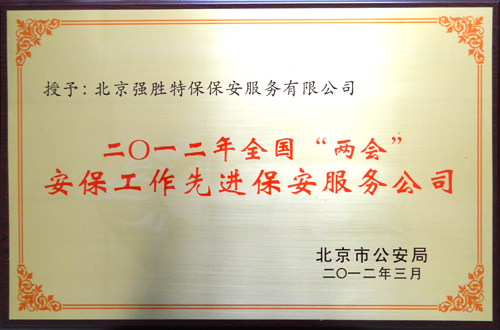 授予：北京强胜特保保安服务有限公司
二〇一二年全国“两会”
安保工作先进保安服务公司
北京市公安局
二〇一二年三月